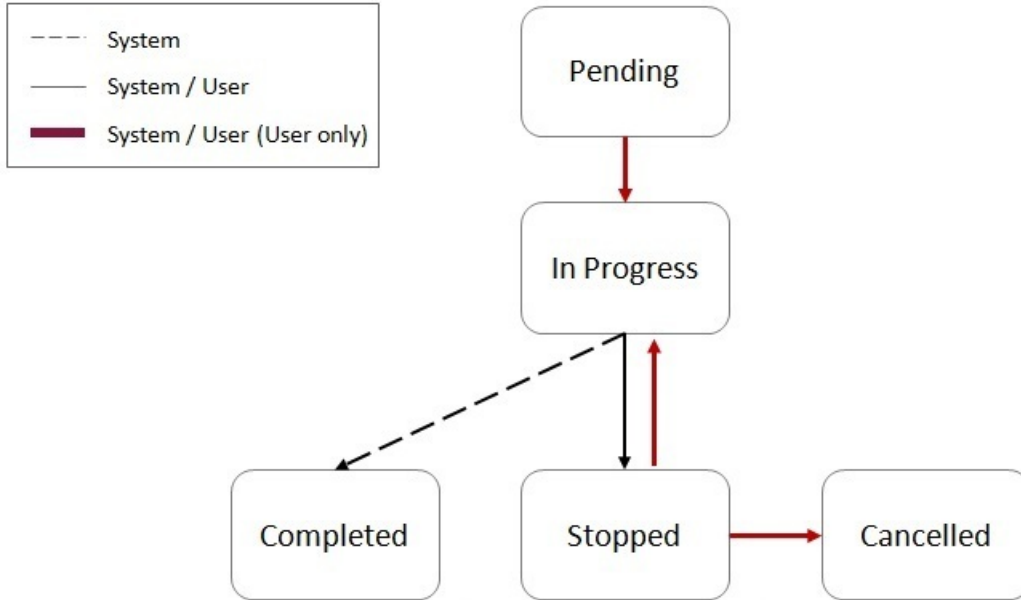 System
System / User
System / User (User only)
Pending
In Progress
Completed
Stopped
Cancelled